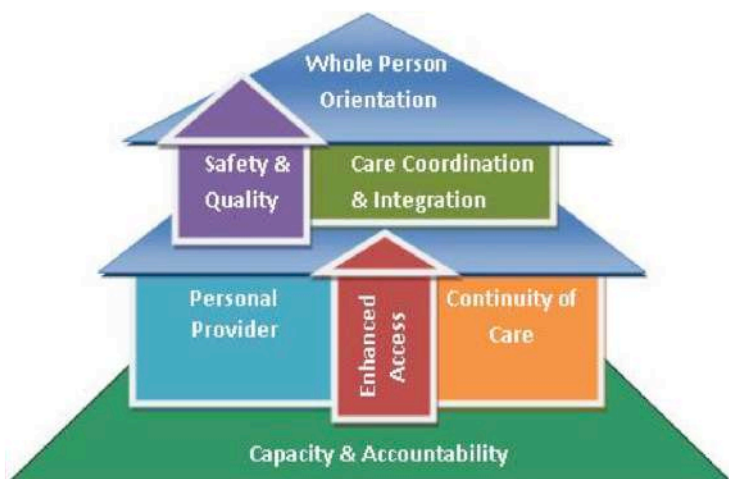 Whole Person
Orientation
Safety &
Quality
Care Coordination
& Integration
Personal
Provider
Enhanced
Access
Continuity of
Care
Capacity & Accountability